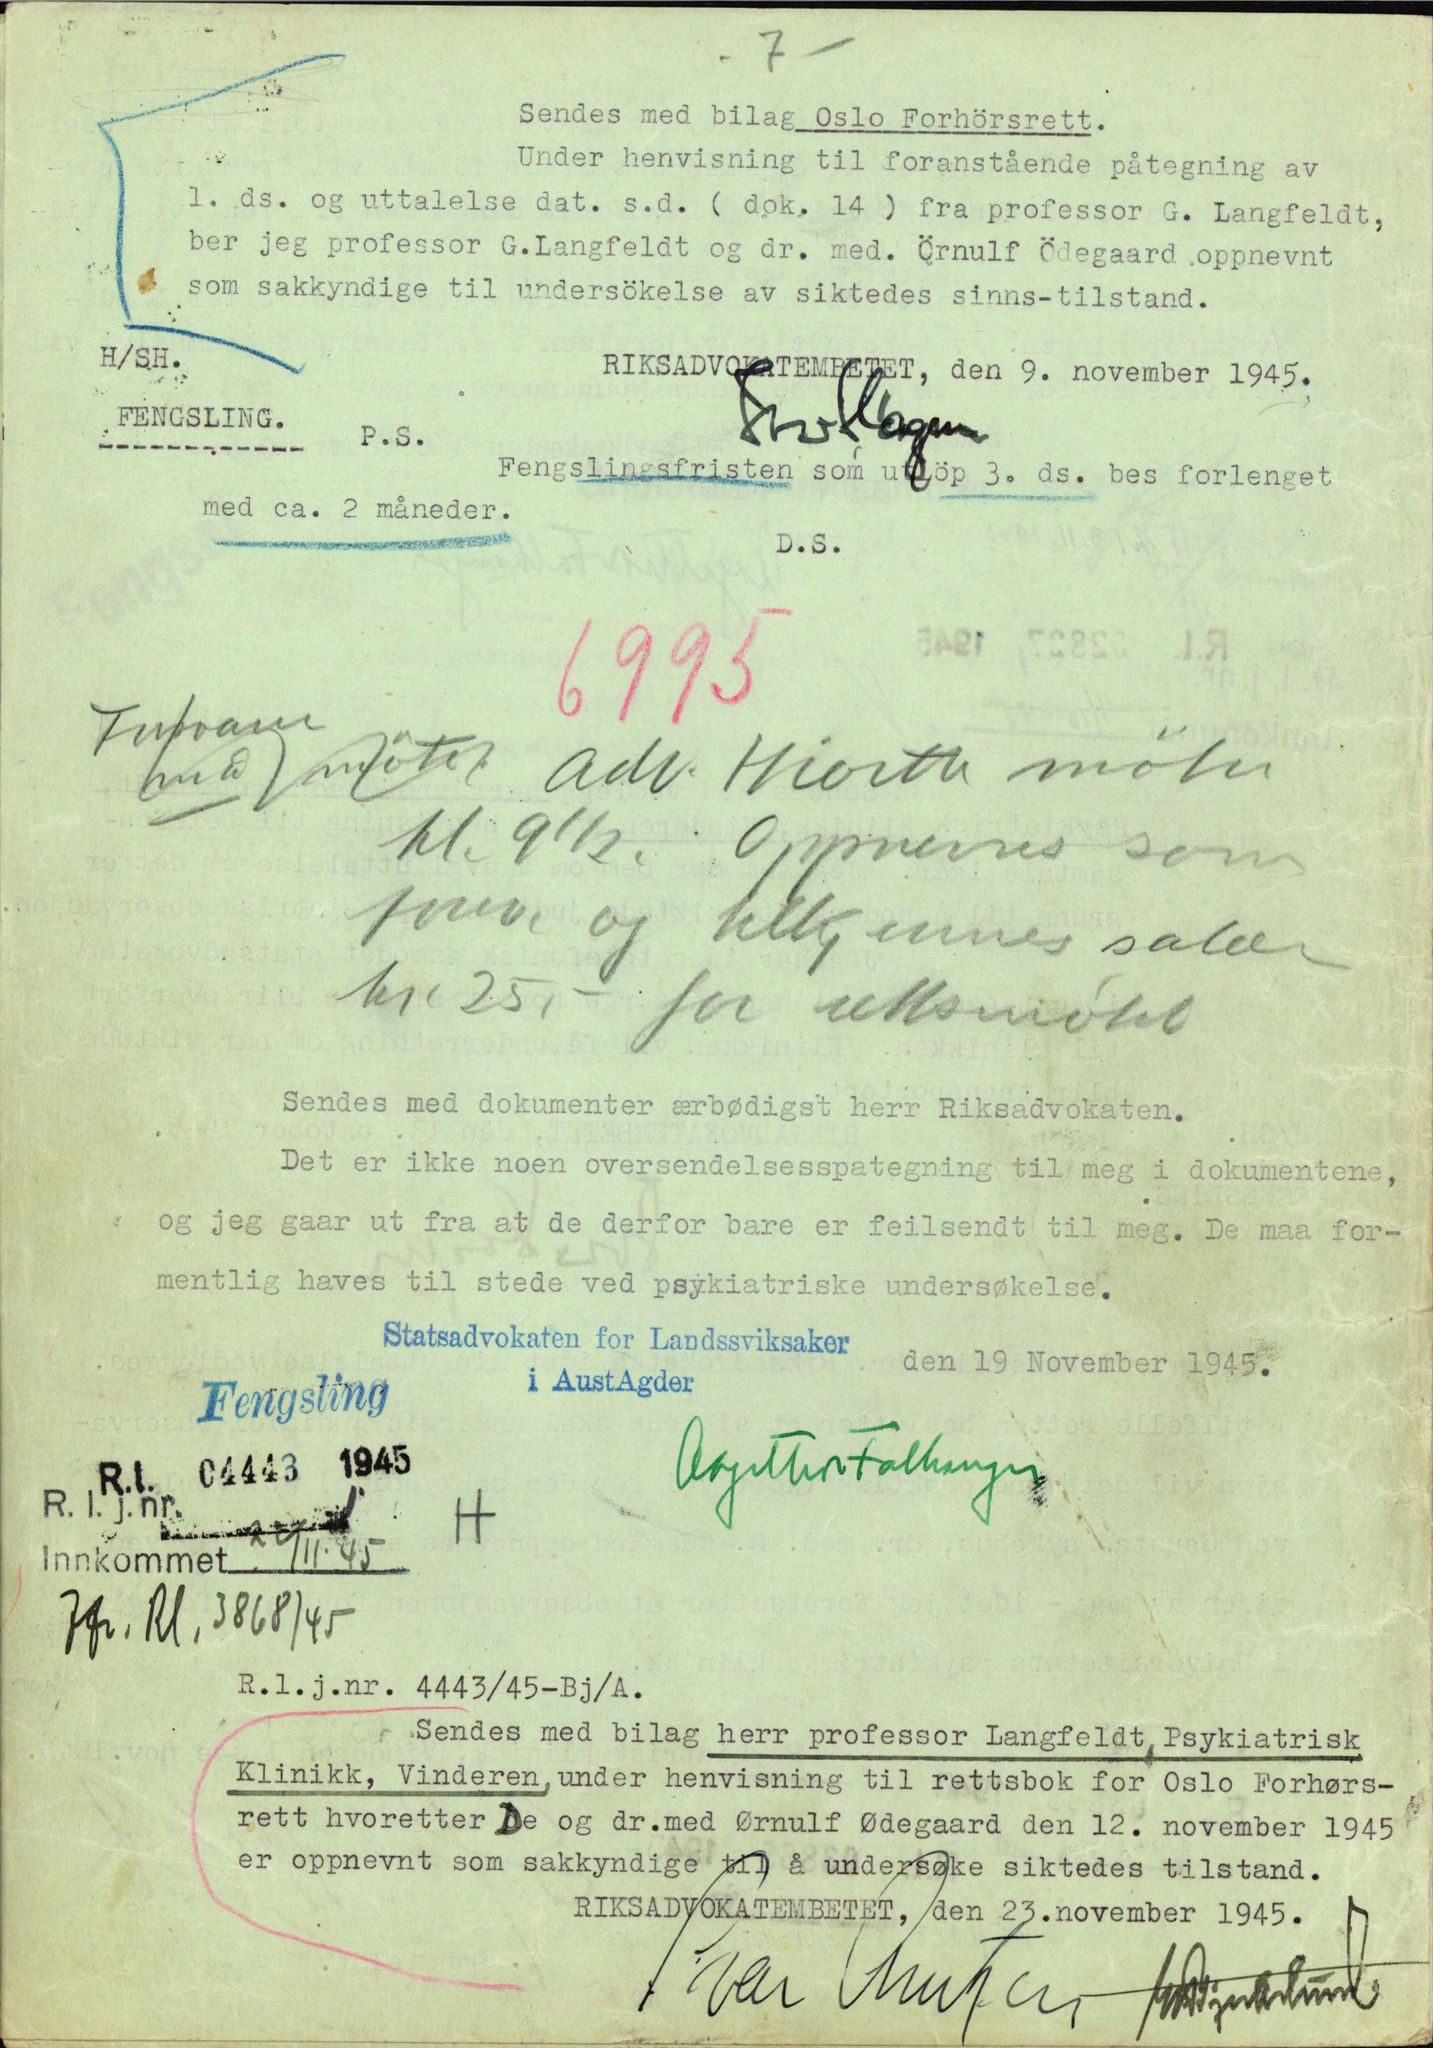 - 7 -
Sendes med bilag Oslo Forhörsrett.
Under henvisning til foranstående påtegning av
1. ds. og uttalelse dat. s.d. ( dok. 14 ) fra professor G. Langfeldt,
ber jeg professor G.Langfeldt og dr. med. Örnulf Ödegaard oppnevnt
som sakkyndige til undersökelse av siktedes sinns-tilstand.
H/SH.
RIKSADVOKATEMBETET, den 9. november 1945.
FENGSLING.
P.S.
Fengslingsfristen som utlöp 3. ds. bes forlenget
med ca. 2 måneder.
D.S.
6995
møter adv. Hiorth möter
kl. 9 1/2. Oppnevnes som
og salær
kr. 25,- for rettsmötet
Sendes med dokumenter ærbødigst herr Riksadvokaten.
Det er ikke noen oversendelsesspategning til meg i dokumentene,
og jeg gaar ut fra at de derfor bare er feilsendt til meg. De maa for-
mentlig haves til stede ved psykiatriske undersøkelse.
Statsadvokaten for Landssviksaker
i AustAgder
den 19 November 1945.
Fengsling
R.l. 04443 1945
R. l. j. nr.
Innkommet /11.45
H
Jfr. Rl. 3868/45
R.l.j.nr. 4443/45-Bj/A.
Sendes med bilag herr professor Langfeldt, Psykiatrisk
Klinikk, Vinderen, under henvisning til rettsbok for Oslo Forhørs-
rett hvoretter De og dr.med Ørnulf Ødegaard den 12. november 1945
er oppnevnt som sakkyndige til å undersøke siktedes tilstand.
RIKSADVOKATEMBETET, den 23.november 1945.